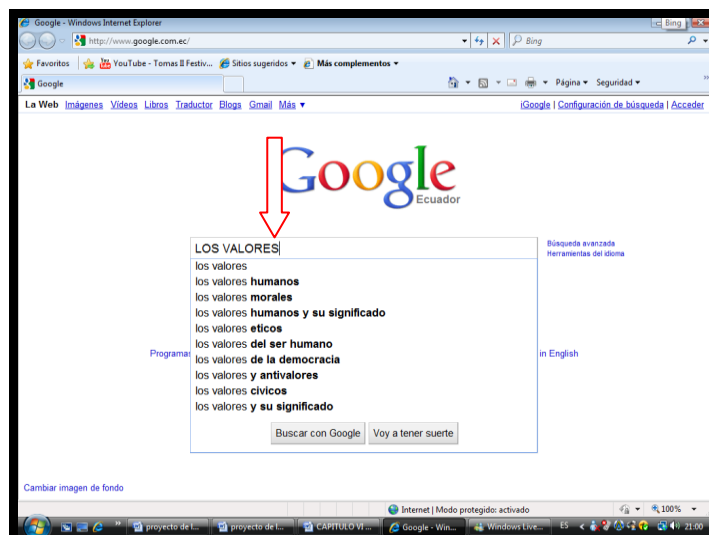 Google - Windows Internet Explorer
Bing
http://www.google.com.ec/
Bing
Favoritos YouTube - Tomas II Festiv... Sitios sugeridos Más complementos
Google
Página Seguridad »
La Web Imágenes Vídeos Libros Traductor Blogs Gmail Más ▼
iGoogle | Configuración de búsqueda | Acceder
Google
Ecuador
LOS VALORES
Búsqueda avanzada
Herramientas del idioma
los valores
los valores humanos
los valores morales
los valores humanos y su significado
los valores eticos
los valores del ser humano
Programas
in English
los valores de la democracia
los valores y antivalores
los valores civicos
los valores y su significado
Buscar con Google Voy a tener suerte
Cambiar imagen de fondo
Internet | Modo protegido: activado
100%
» proyecto de l... proyecto de l... CAPITULO VI ... Google - Win... Windows Live... ES < 21:00